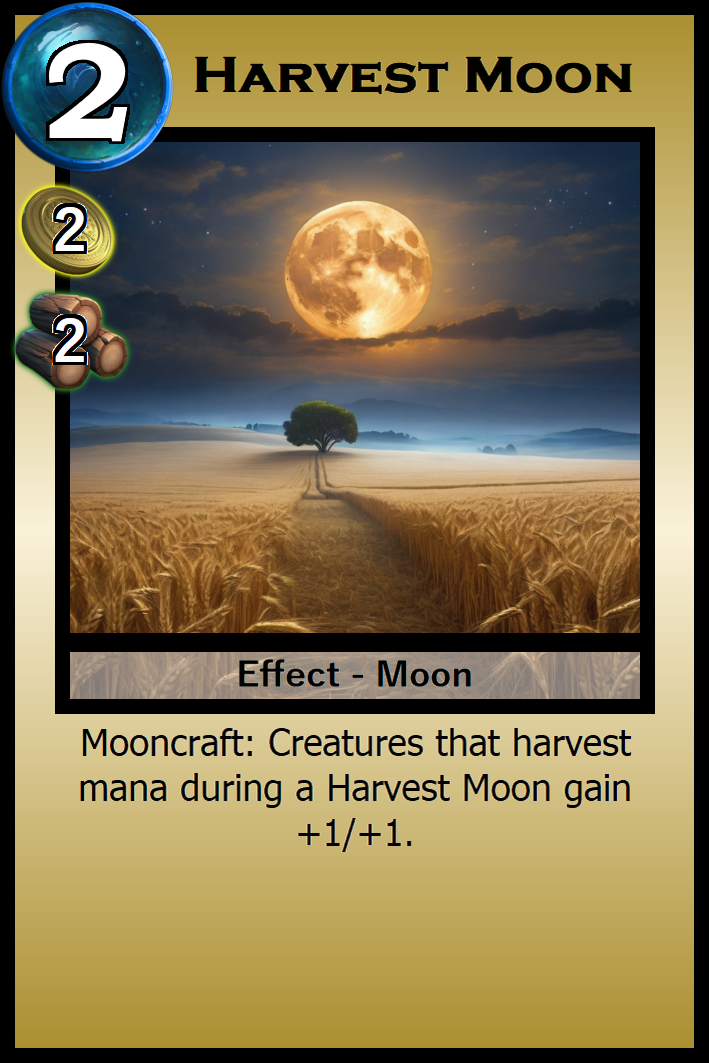 2
Harvest Moon
2
2
Effect - Moon
Mooncraft: Creatures that harvest
mana during a Harvest Moon gain
+1/+1.